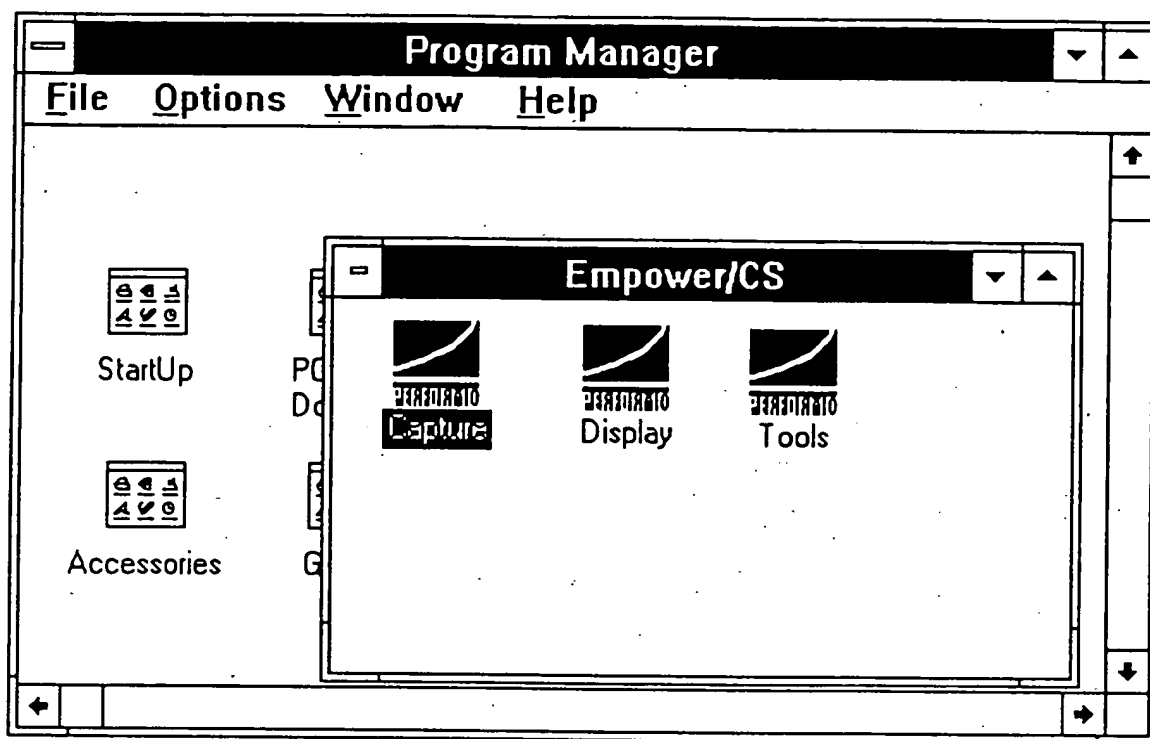 Program Manager
File Options Window Help
Empower/CS
StartUp
Capture
Display
Tools
Accessories